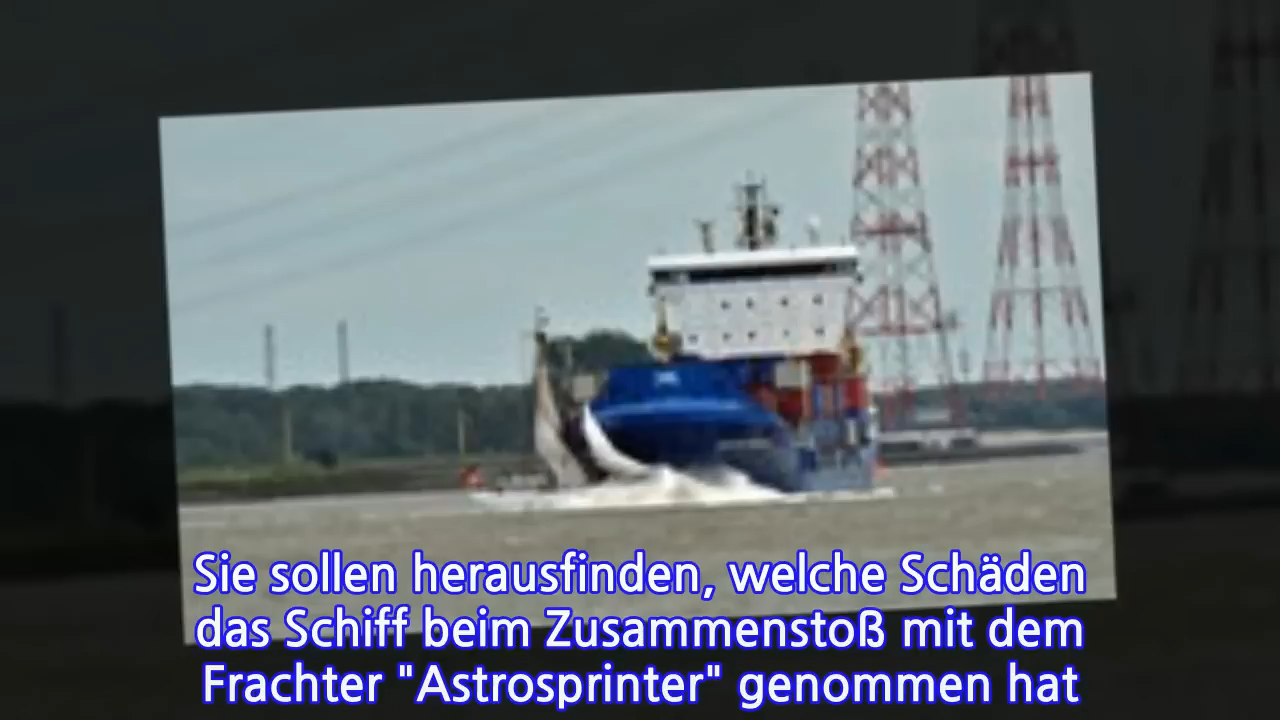 Sie sollen herausfinden, welche Schäden
das Schiff beim Zusammenstoß mit dem
Frachter "Astrosprinter" genommen hat